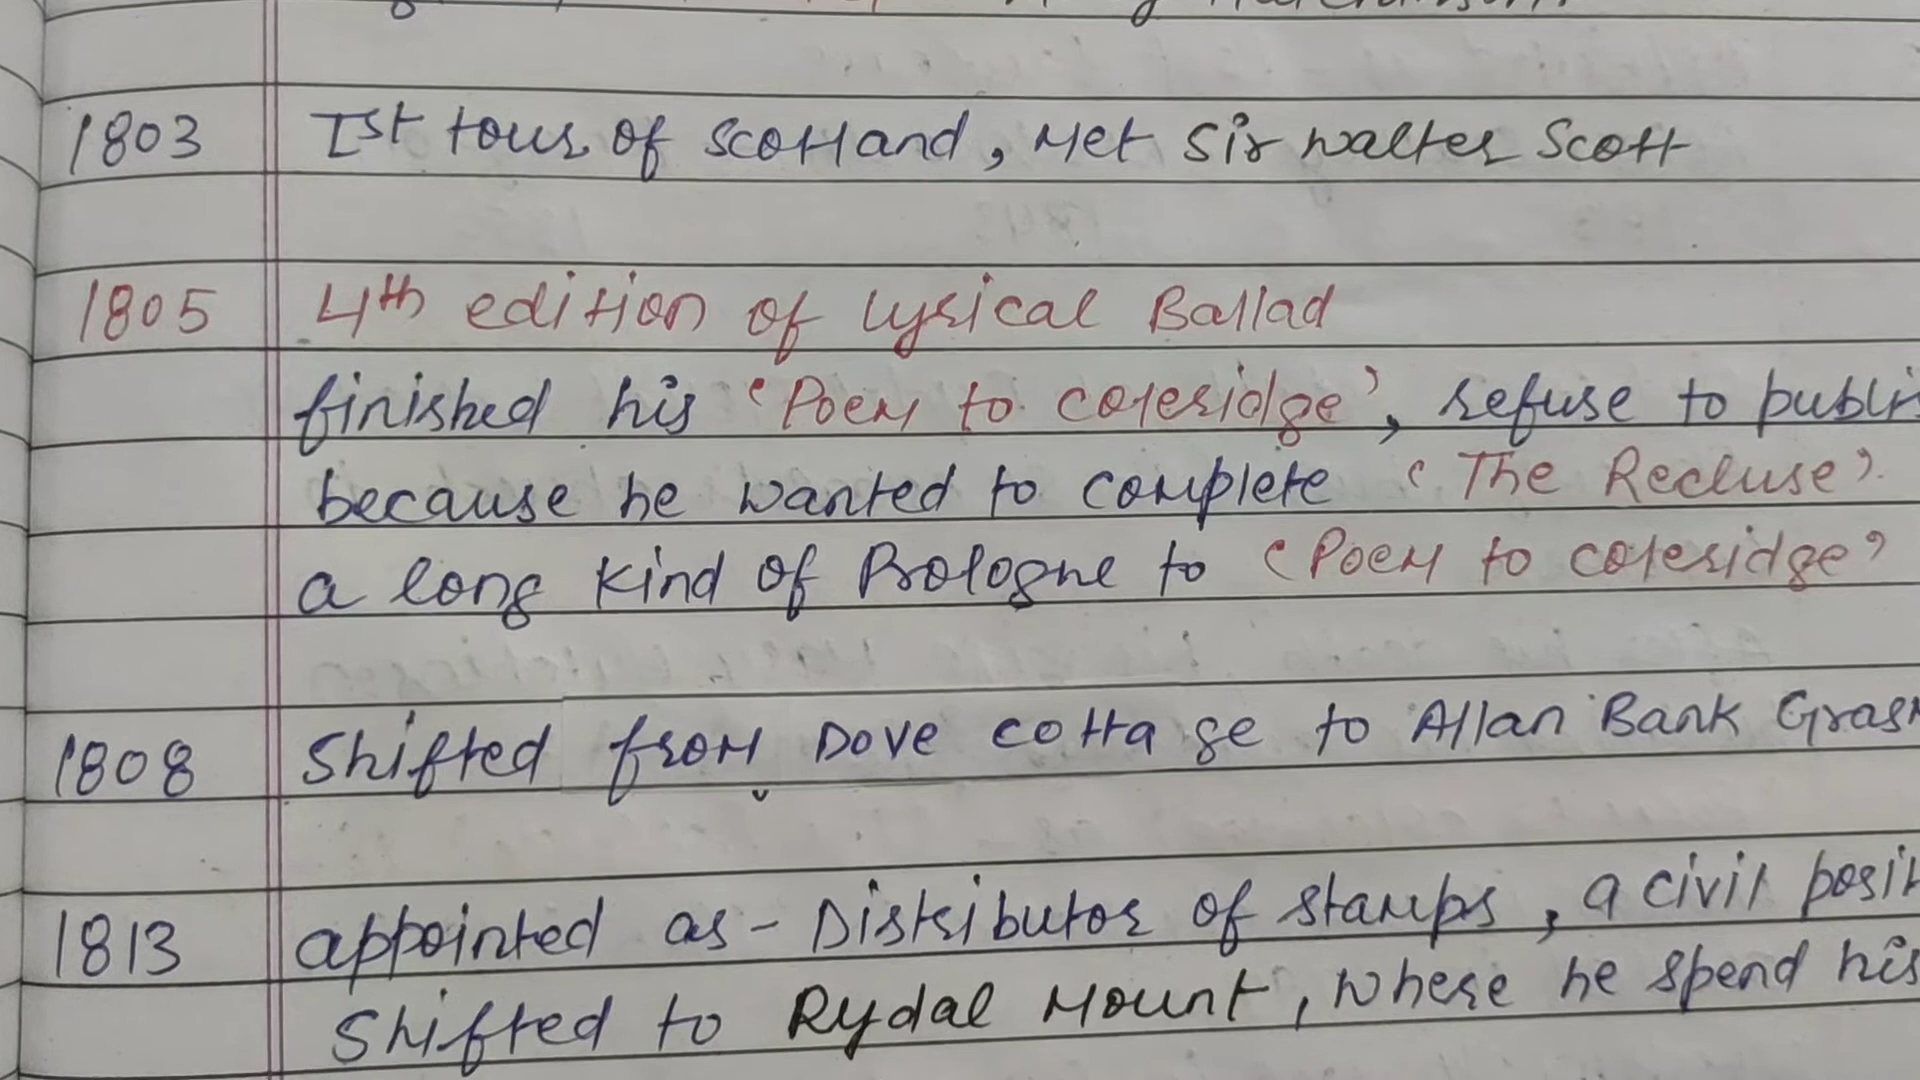 1803 Ist tour of Scotland, Met Sir Walter Scott
1805 4th edition of Lyrical Ballad
finished his 'Poem to Coleridge', refuse to publi
because he wanted to complete 'The Recluse'.
a long kind of Prologue to 'Poem to Coleridge'
1808 Shifted from Dove Cottage to Allan Bank Gras
1813 appointed as - Distributor of Stamps, a civil posit
Shifted to Rydal Mount, where he spend his